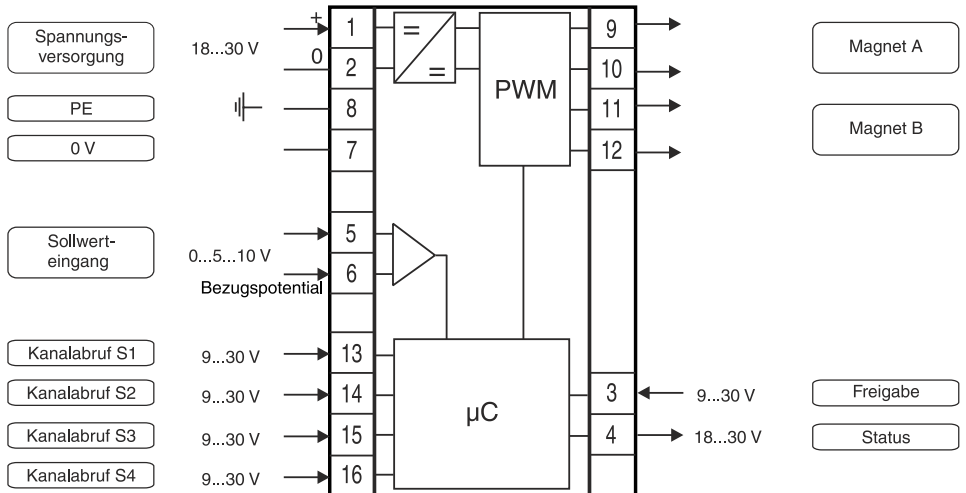 Spannungs-
versorgung
18...30 V
+
0
1
2
=
=
PWM
9
10
11
12
Magnet A
Magnet B
PE
8
0 V
7
Sollwert-
eingang
0...5...10 V
Bezugspotential
5
6
Kanalabruf S1
9...30 V
13
Kanalabruf S2
9...30 V
14
Kanalabruf S3
9...30 V
15
Kanalabruf S4
9...30 V
16
µC
3
9...30 V
Freigabe
4
18...30 V
Status